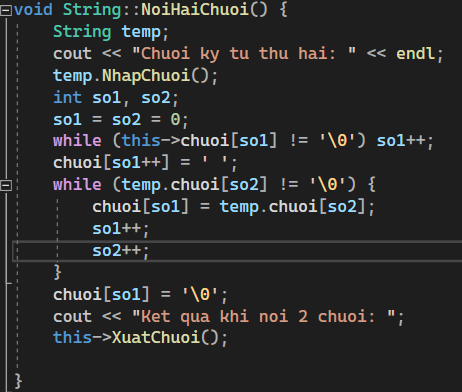 void String::NoiHaiChuoi() {
String temp;
cout << "Chuoi ky tu thu hai: " << endl;
temp.NhapChuoi();
int so1, so2;
so1 = so2 = 0;
while (this->chuoi[so1] != '\0') so1++;
chuoi[so1++] = ' ';
while (temp.chuoi[so2] != '\0') {
chuoi[so1] = temp.chuoi[so2];
so1++;
so2++;
}
chuoi[so1] = '\0';
cout << "Ket qua khi noi 2 chuoi: ";
this->XuatChuoi();
}